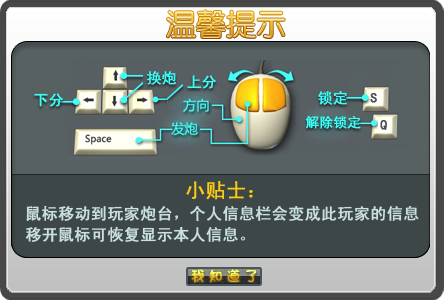 温馨提示
换炮
上分
下分
方向
发炮
Space
锁定
S
解除锁定
Q
小贴士：
鼠标移动到玩家炮台，个人信息栏会变成此玩家的信息
移开鼠标可恢复显示本人信息。
我知道了